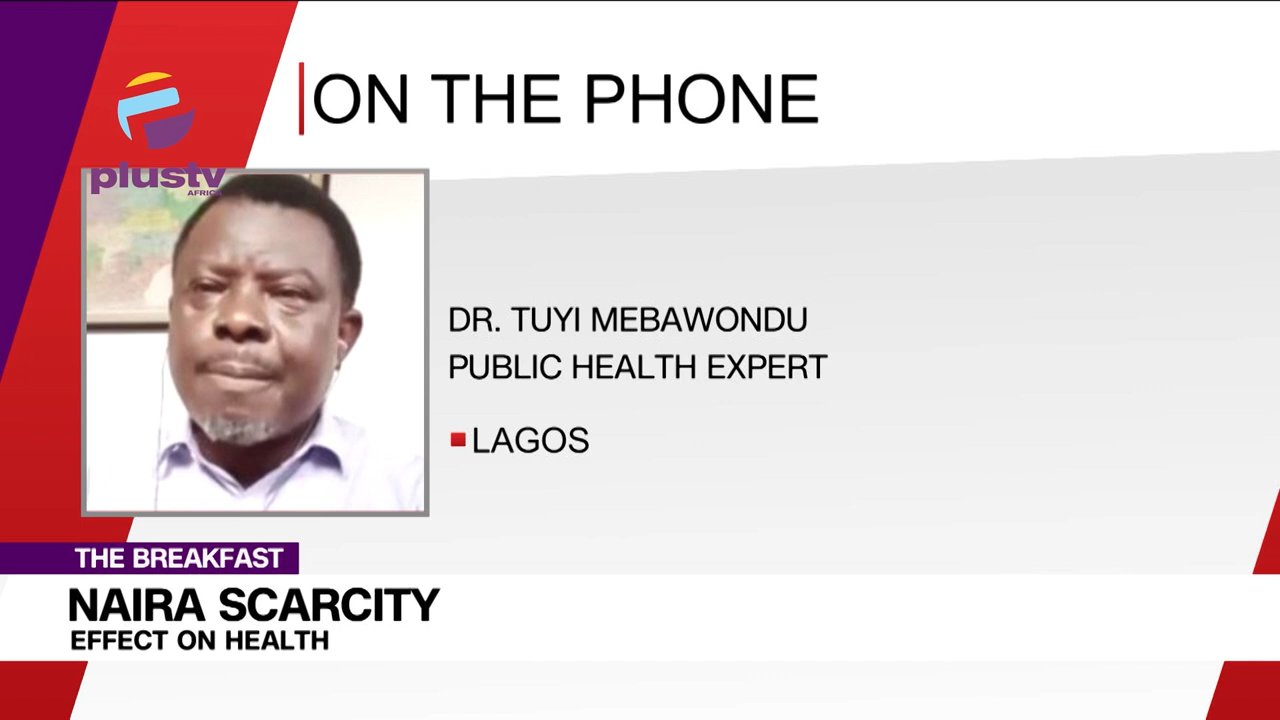 ON THE PHONE
plustv
AFRICA
DR. TUYI MEBAWONDU
PUBLIC HEALTH EXPERT
LAGOS
THE BREAKFAST
NAIRA SCARCITY
EFFECT ON HEALTH